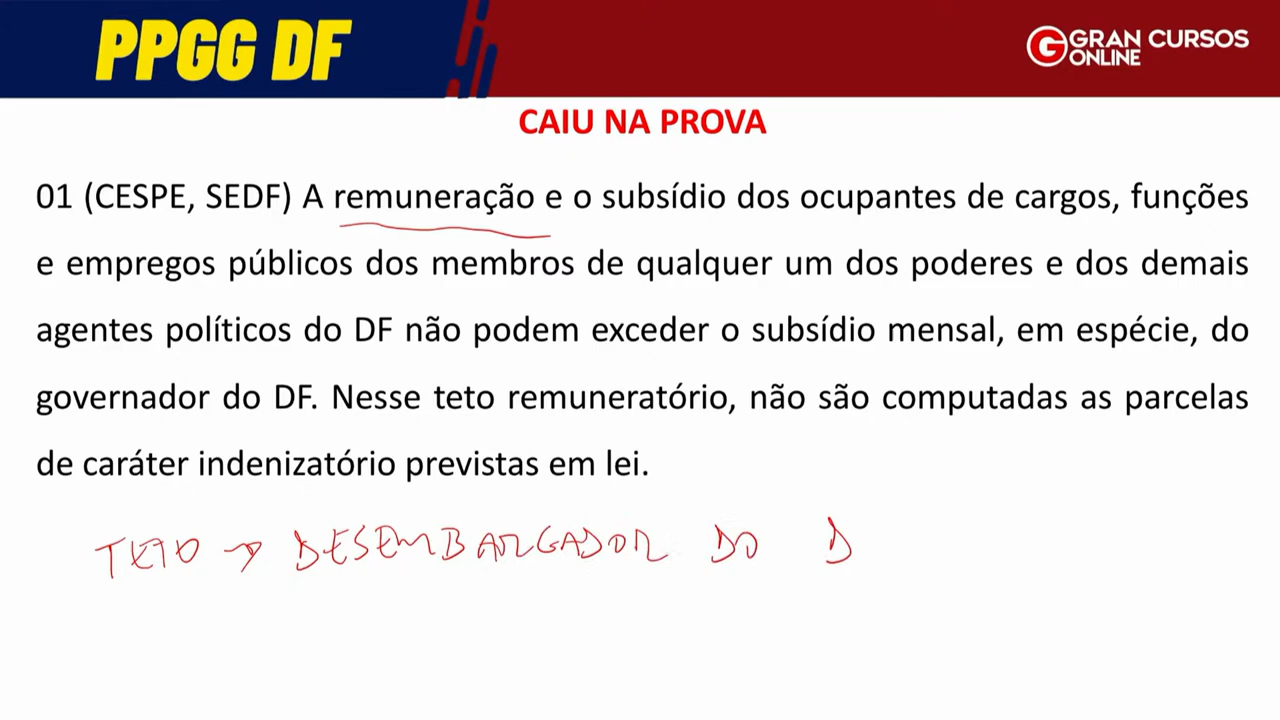 PPGG DF
GRAN CURSOS
ONLINE
CAIU NA PROVA
01 (CESPE, SEDF) A remuneração e o subsídio dos ocupantes de cargos, funções
e empregos públicos dos membros de qualquer um dos poderes e dos demais
agentes políticos do DF não podem exceder o subsídio mensal, em espécie, do
governador do DF. Nesse teto remuneratório, não são computadas as parcelas
de caráter indenizatório previstas em lei.
TETO → DESEMBARGADOR DO D